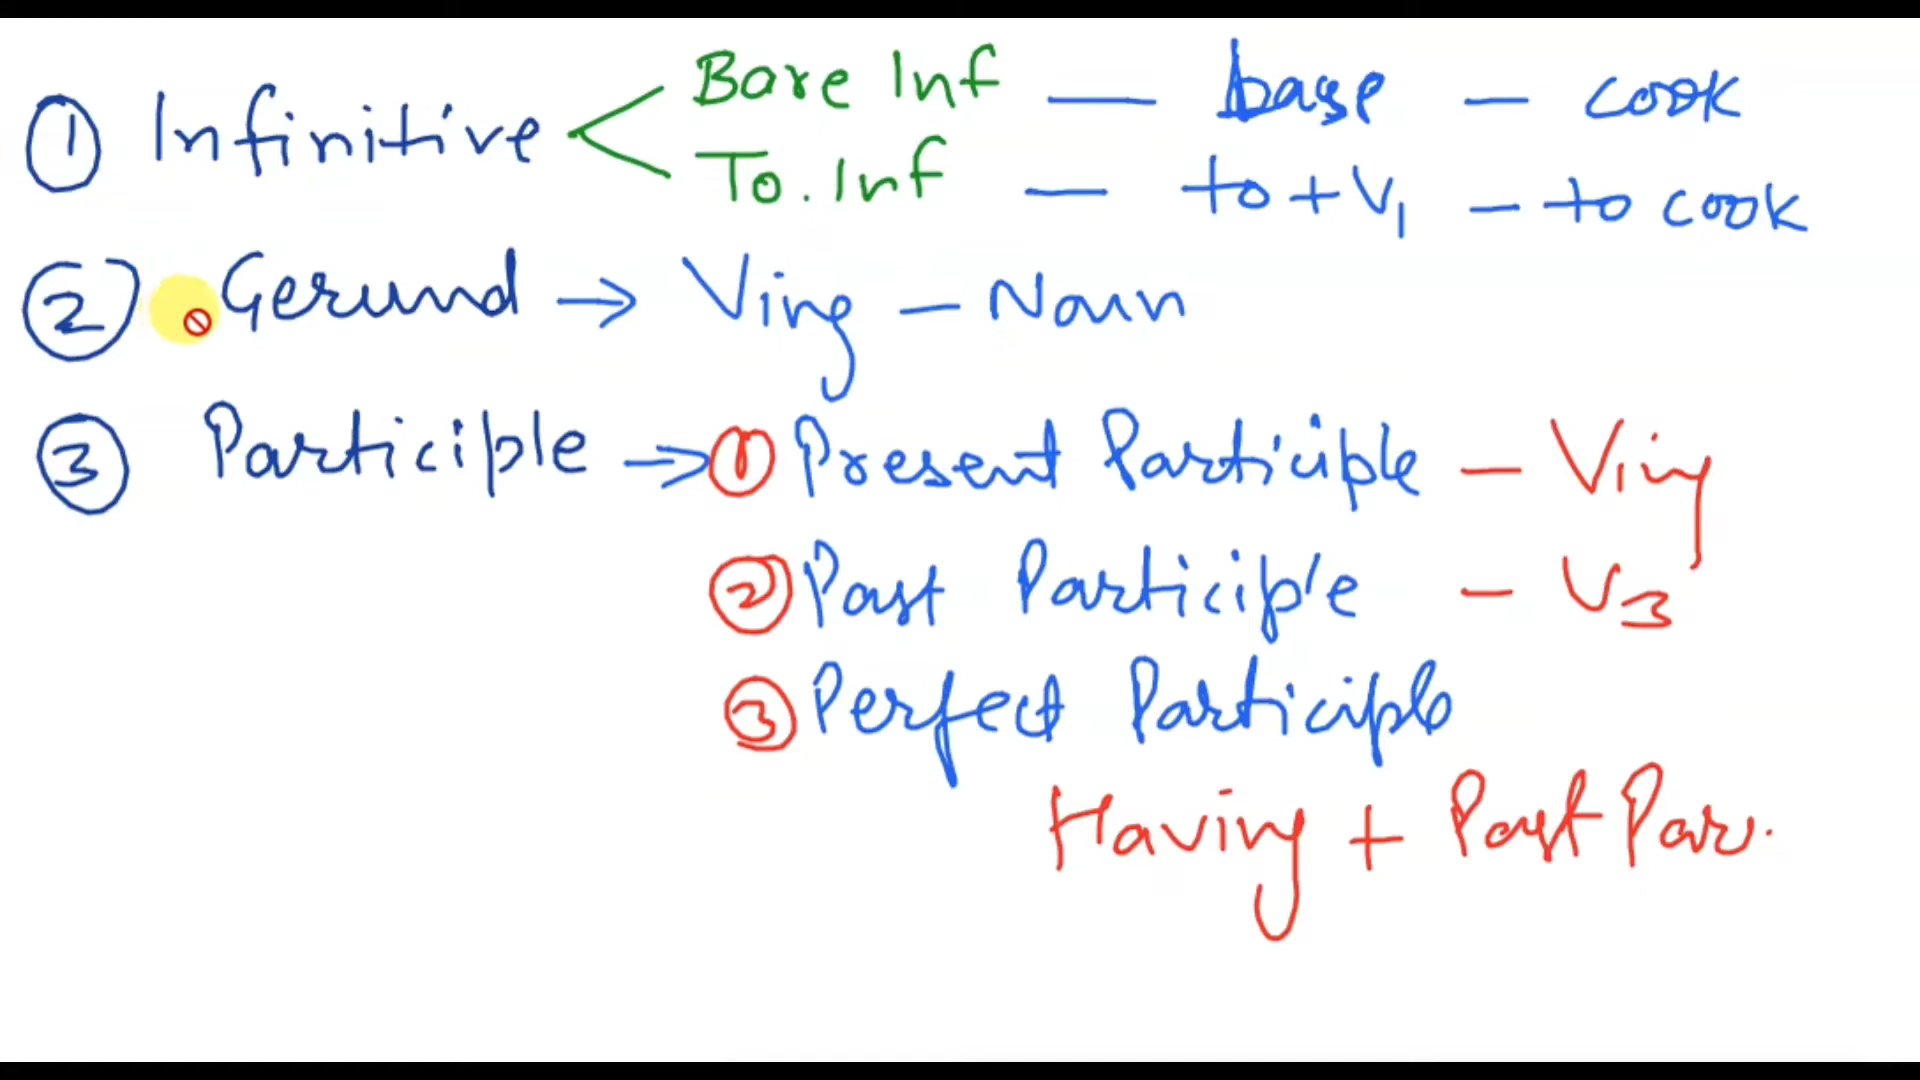 ① Infinitive < Bare Inf — base — cook
To. Inf — to + V1 — to cook
② Gerund → Ving — Noun
③ Participle → ① Present Participle — Ving
② Past Participle — V3
③ Perfect Participle
Having + Past Par.